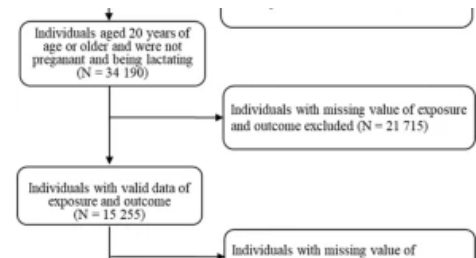 Individuals aged 20 years of
age or older and were not
preganant and being lactating
(N = 34 190)
Individuals with missing value of exposure
and outcome excluded (N = 21 715)
Individuals with valid data of
exposure and outcome
(N = 15 255)
Individuals with missing value of